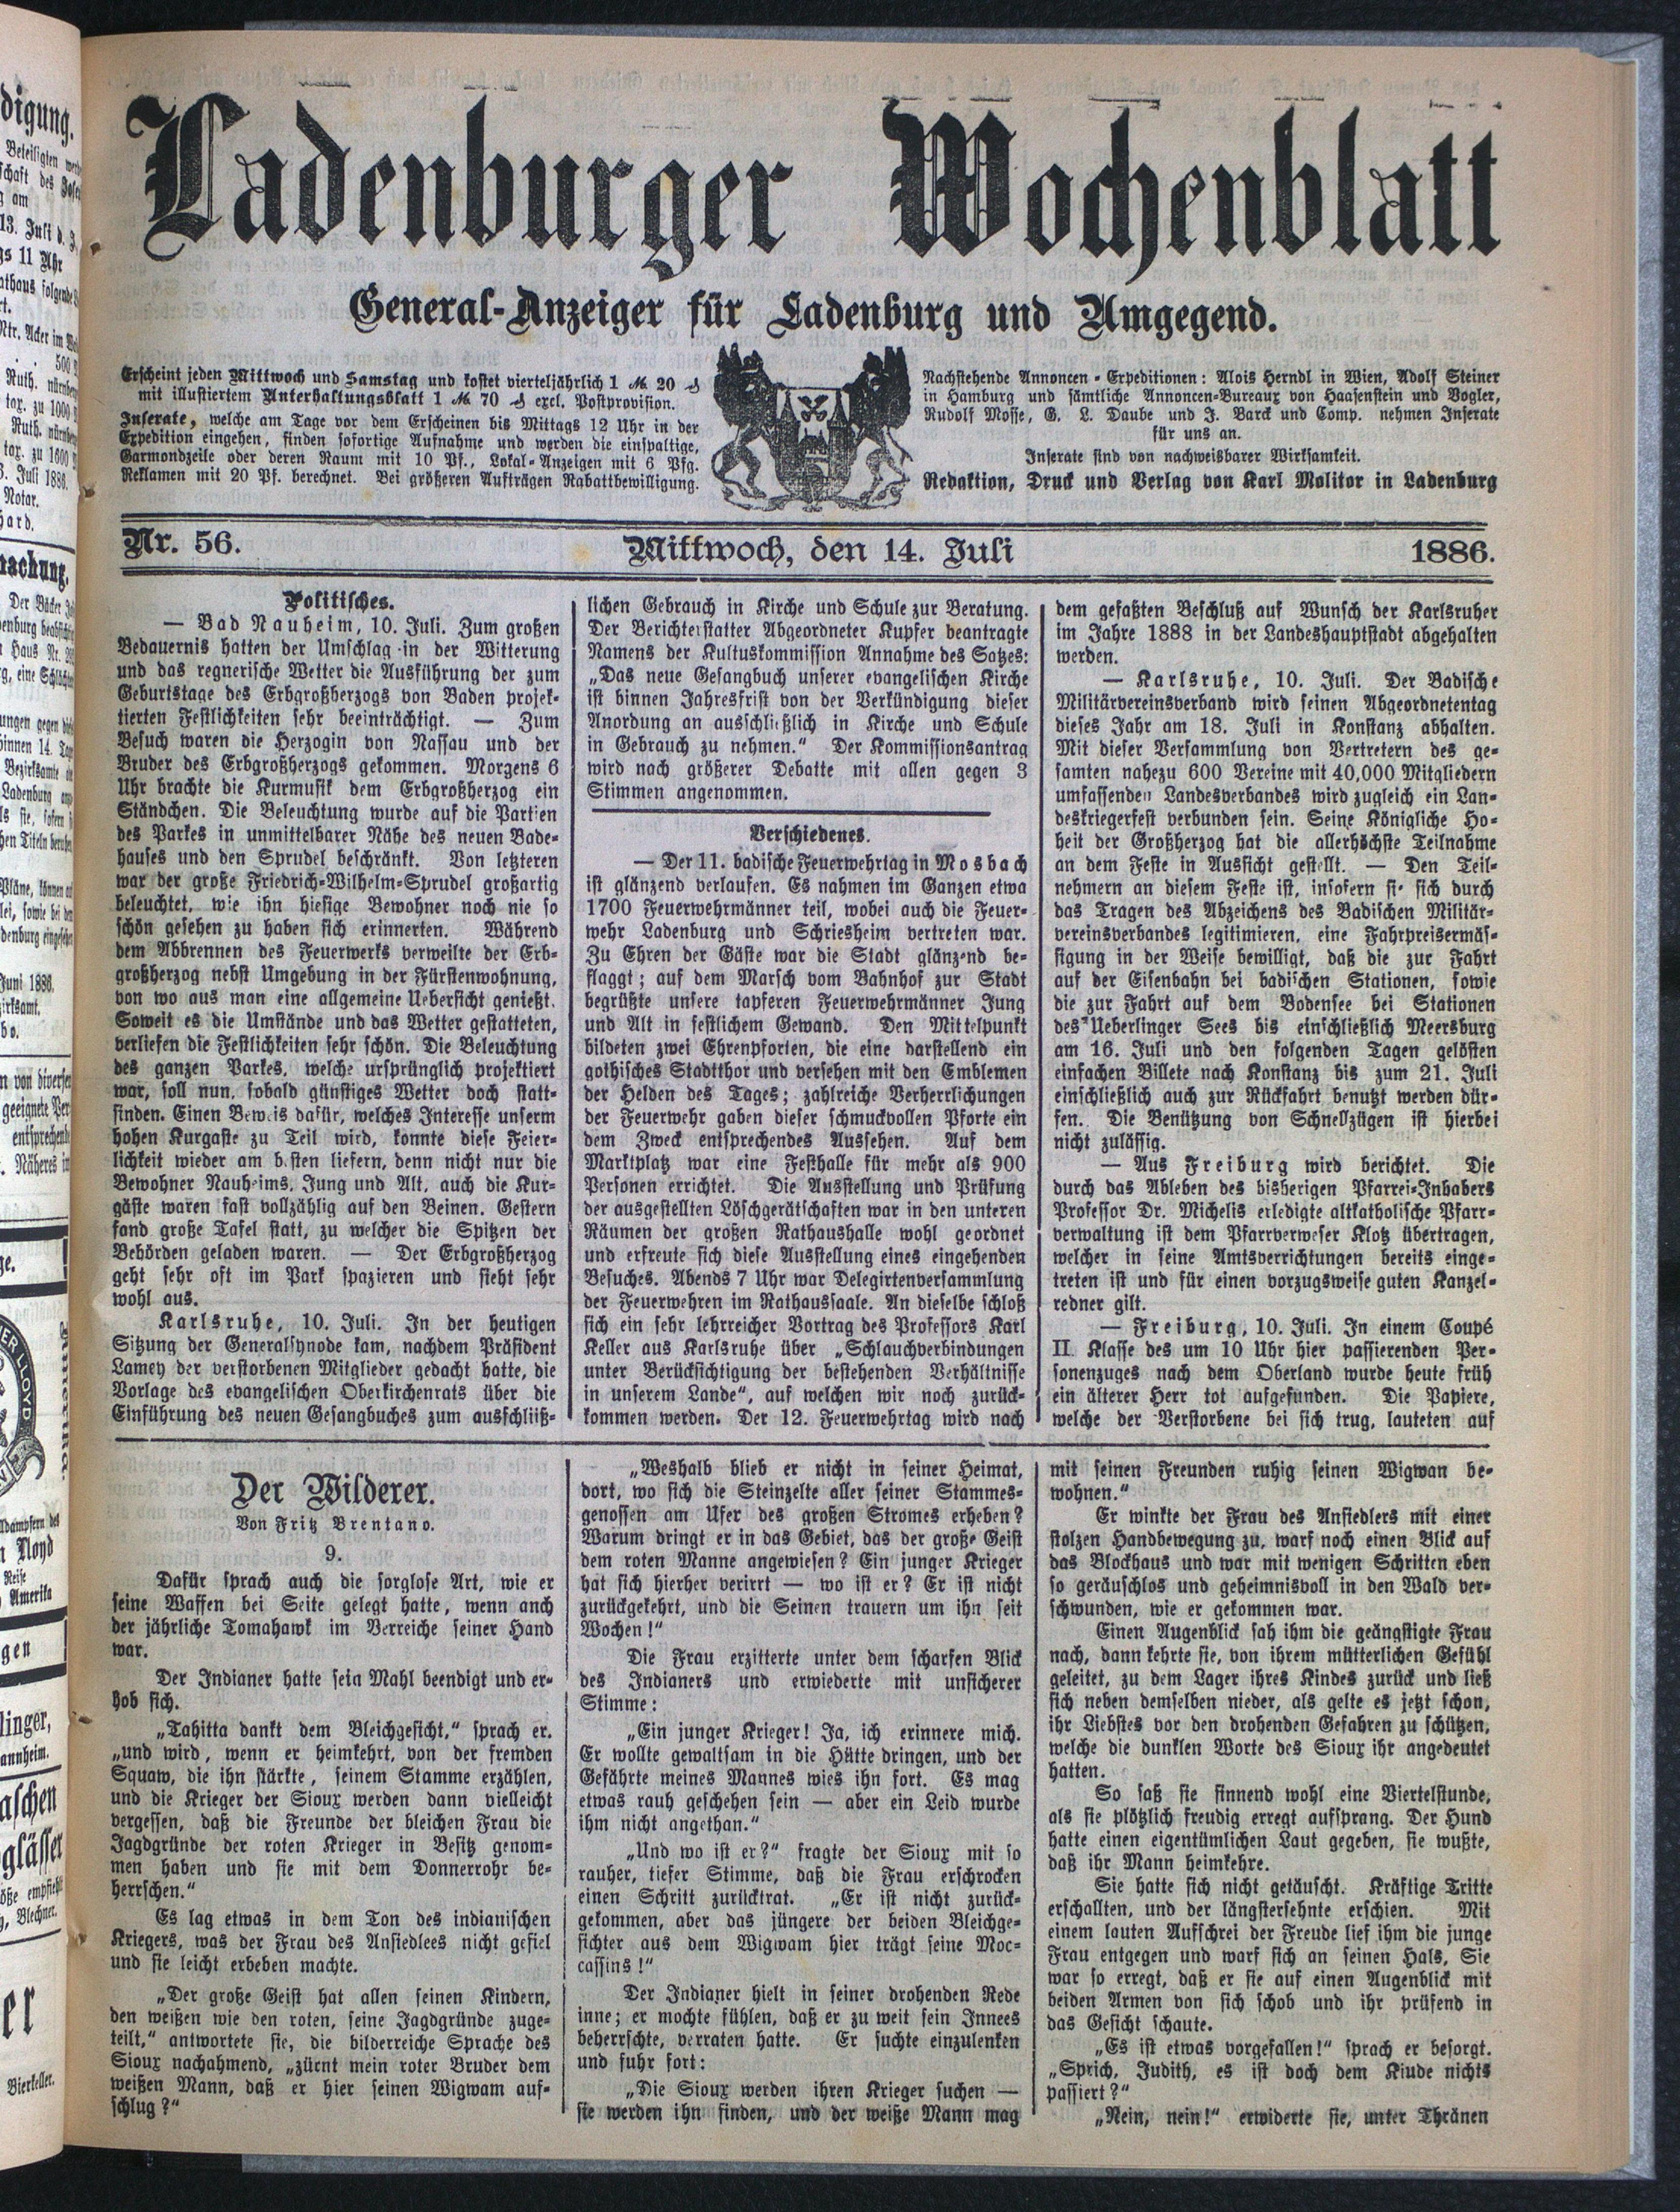 Ladenburger Wochenblatt
General-Anzeiger für Ladenburg und Umgegend.
Erscheint jeden Mittwoch und Samstag und kostet vierteljährlich 1 M. 20 ₰
mit illustriertem Unterhaltungsblatt 1 M. 70 ₰ excl. Postprovision.
Inserate, welche am Tage vor dem Erscheinen bis Mittags 12 Uhr in der
Expedition eingehen, finden sofortige Aufnahme und werden die einspaltige,
Garmondzeile oder deren Raum mit 10 Pf., Lokal-Anzeigen mit 6 Pfg.
Reklamen mit 20 Pf. berechnet. Bei größeren Aufträgen Rabattbewilligung.
Nachstehende Annoncen-Expeditionen: Alois Herndl in Wien, Adolf Steiner
in Hamburg und sämtliche Annoncen-Bureaux von Haasenstein und Vogler,
Rudolf Mosse, G. L. Daube und J. Barck und Comp. nehmen Inserate
für uns an.
Inserate sind von nachweisbarer Wirksamkeit.
Redaktion, Druck und Verlag von Karl Molitor in Ladenburg
Nr. 56.
Mittwoch, den 14. Juli
1886.
Politisches.
— Bad Nauheim, 10. Juli. Zum großen
Bedauernis hatten der Umschlag in der Witterung
und das regnerische Wetter die Ausführung der zum
Geburtstage des Erbgroßherzogs von Baden projek-
tierten Festlichkeiten sehr beeinträchtigt. — Zum
Besuch waren die Herzogin von Nassau und der
Bruder des Erbgroßherzogs gekommen. Morgens 6
Uhr brachte die Kurmusik dem Erbgroßherzog ein
Ständchen. Die Beleuchtung wurde auf die Partien
des Parkes in unmittelbarer Nähe des neuen Bade-
hauses und den Sprudel beschränkt. Von letzteren
war der große Friedrich-Wilhelm-Sprudel großartig
beleuchtet, wie ihn hiesige Bewohner noch nie so
schön gesehen zu haben sich erinnerten. Während
dem Abbrennen des Feuerwerks verweilte der Erb-
großherzog nebst Umgebung in der Fürstenwohnung,
von wo aus man eine allgemeine Uebersicht genießt.
Soweit es die Umstände und das Wetter gestatteten,
verliefen die Festlichkeiten sehr schön. Die Beleuchtung
des ganzen Parkes, welche ursprünglich projektiert
war, soll nun, sobald günstiges Wetter doch statt-
finden. Einen Beweis dafür, welches Interesse unserm
hohen Kurgaste zu Teil wird, konnte diese Feier-
lichkeit wieder am besten liefern, denn nicht nur die
Bewohner Nauheims, Jung und Alt, auch die Kur-
gäste waren fast vollzählig auf den Beinen. Gestern
fand große Tafel statt, zu welcher die Spitzen der
Behörden geladen waren. — Der Erbgroßherzog
geht sehr oft im Park spazieren und sieht sehr
wohl aus.
Karlsruhe, 10. Juli. In der heutigen
Sitzung der Generalsynode kam, nachdem Präsident
Lamey der verstorbenen Mitglieder gedacht hatte, die
Vorlage des evangelischen Oberkirchenrats über die
Einführung des neuen Gesangbuches zum ausschließ-
lichen Gebrauch in Kirche und Schule zur Beratung.
Der Berichterstatter Abgeordneter Kupfer beantragte
Namens der Kultuskommission Annahme des Satzes:
„Das neue Gesangbuch unserer evangelischen Kirche
ist binnen Jahresfrist von der Verkündigung dieser
Anordung an ausschließlich in Kirche und Schule
in Gebrauch zu nehmen.“ Der Kommissionsantrag
wird nach größerer Debatte mit allen gegen 3
Stimmen angenommen.
Verschiedenes.
— Der 11. badische Feuerwehrtag in Mosbach
ist glänzend verlaufen. Es nahmen im Ganzen etwa
1700 Feuerwehrmänner teil, wobei auch die Feuer-
wehr Ladenburg und Schriesheim vertreten war.
Zu Ehren der Gäste war die Stadt glänzend be-
flaggt; auf dem Marsch vom Bahnhof zur Stadt
begrüßte unsere tapferen Feuerwehrmänner Jung
und Alt in festlichem Gewand. Den Mittelpunkt
bildeten zwei Ehrenpforten, die eine darstellend ein
gothisches Stadtthor und versehen mit den Emblemen
der Helden des Tages; zahlreiche Verherrlichungen
der Feuerwehr gaben dieser schmuckvollen Pforte ein
dem Zweck entsprechendes Aussehen. Auf dem
Marktplatz war eine Festhalle für mehr als 900
Personen errichtet. Die Ausstellung und Prüfung
der ausgestellten Löschgerätschaften war in den unteren
Räumen der großen Rathaushalle wohl geordnet
und erfreute sich diese Ausstellung eines eingehenden
Besuches. Abends 7 Uhr war Delegirtenversammlung
der Feuerwehren im Rathaussaale. An dieselbe schloß
sich ein sehr lehrreicher Vortrag des Professors Karl
Keller aus Karlsruhe über „Schlauchverbindungen
unter Berücksichtigung der bestehenden Verhältnisse
in unserem Lande“, auf welchen wir noch zurück-
kommen werden. Der 12. Feuerwehrtag wird nach
dem gefaßten Beschluß auf Wunsch der Karlsruher
im Jahre 1888 in der Landeshauptstadt abgehalten
werden.
— Karlsruhe, 10. Juli. Der Badische
Militärvereinsverband wird seinen Abgeordnetentag
dieses Jahr am 18. Juli in Konstanz abhalten.
Mit dieser Versammlung von Vertretern des ge-
samten nahezu 600 Vereine mit 40,000 Mitgliedern
umfassenden Landesverbandes wird zugleich ein Lan-
deskriegerfest verbunden sein. Seine Königliche Ho-
heit der Großherzog hat die allerhöchste Teilnahme
an dem Feste in Aussicht gestellt. — Den Teil-
nehmern an diesem Feste ist, insofern sie sich durch
das Tragen des Abzeichens des Badischen Militär-
vereinsverbandes legitimieren, eine Fahrpreisermäs-
sigung in der Weise bewilligt, daß die zur Fahrt
auf der Eisenbahn bei badischen Stationen, sowie
die zur Fahrt auf dem Bodensee bei Stationen
des Ueberlinger Sees bis einschließlich Meersburg
am 16. Juli und den folgenden Tagen gelösten
einfachen Billete nach Konstanz bis zum 21. Juli
einschließlich auch zur Rückfahrt benutzt werden dür-
fen. Die Benützung von Schnellzügen ist hierbei
nicht zulässig.
— Aus Freiburg wird berichtet. Die
durch das Ableben des bisherigen Pfarrei-Inhabers
Professor Dr. Michelis erledigte altkatholische Pfarr-
verwaltung ist dem Pfarrverweser Klotz übertragen,
welcher in seine Amtsverrichtungen bereits einge-
treten ist und für einen vorzugsweise guten Kanzel-
redner gilt.
— Freiburg, 10. Juli. In einem Coupé
II. Klasse des um 10 Uhr hier passierenden Per-
sonenzuges nach dem Oberland wurde heute früh
ein älterer Herr tot aufgefunden. Die Papiere,
welche der Verstorbene bei sich trug, lauteten auf
Der Wilderer.
Von Fritz Brentano.
9.
Dafür sprach auch die sorglose Art, wie er
seine Waffen bei Seite gelegt hatte, wenn anch
der jährliche Tomahawk im Verreiche seiner Hand
war.
Der Indianer hatte sein Mahl beendigt und er-
hob sich.
„Tahitta dankt dem Bleichgesicht,“ sprach er.
„und wird, wenn er heimkehrt, von der fremden
Squaw, die ihn stärkte, seinem Stamme erzählen,
und die Krieger der Sioux werden dann vielleicht
vergessen, daß die Freunde der bleichen Frau die
Jagdgründe der roten Krieger in Besitz genom-
men haben und sie mit dem Donnerrohr be-
herrschen.“
Es lag etwas in dem Ton des indianischen
Kriegers, was der Frau des Ansiedlees nicht gefiel
und sie leicht erbeben machte.
„Der große Geist hat allen seinen Kindern,
den weißen wie den roten, seine Jagdgründe zuge-
teilt,“ antwortete sie, die bilderreiche Sprache des
Sioux nachahmend, „zürnt mein roter Bruder dem
weißen Mann, daß er hier seinen Wigwam auf-
schlug?“
„Weshalb blieb er nicht in seiner Heimat,
dort, wo sich die Steinzelte aller seiner Stammes-
genossen am Ufer des großen Stromes erheben?
Warum dringt er in das Gebiet, das der große Geist
dem roten Manne angewiesen? Ein junger Krieger
hat sich hierher verirrt — wo ist er? Er ist nicht
zurückgekehrt, und die Seinen trauern um ihn seit
Wochen!“
Die Frau erzitterte unter dem scharfen Blick
des Indianers und erwiederte mit unsicherer
Stimme:
„Ein junger Krieger! Ja, ich erinnere mich.
Er wollte gewaltsam in die Hütte dringen, und der
Gefährte meines Mannes wies ihn fort. Es mag
etwas rauh geschehen sein — aber ein Leid wurde
ihm nicht angethan.“
„Und wo ist er?“ fragte der Sioux mit so
rauher, tiefer Stimme, daß die Frau erschrocken
einen Schritt zurücktrat. „Er ist nicht zurück-
gekommen, aber das jüngere der beiden Bleichge-
sichter aus dem Wigwam hier trägt seine Moc-
cassins!“
Der Indianer hielt in seiner drohenden Rede
inne; er mochte fühlen, daß er zu weit sein Innees
beherrschte, verraten hatte. Er suchte einzulenken
und fuhr fort:
„Die Sioux werden ihren Krieger suchen —
sie werden ihn finden, und der weiße Mann mag
mit seinen Freunden ruhig seinen Wigwan be-
wohnen.“
Er winkte der Frau des Ansiedlers mit einer
stolzen Handbewegung zu, warf noch einen Blick auf
das Blockhaus und war mit wenigen Schritten eben
so geräuschlos und geheimnisvoll in den Wald ver-
schwunden, wie er gekommen war.
Einen Augenblick sah ihm die geängstigte Frau
nach, dann kehrte sie, von ihrem mütterlichen Gefühl
geleitet, zu dem Lager ihres Kindes zurück und ließ
sich neben demselben nieder, als gelte es jetzt schon,
ihr Liebstes vor den drohenden Gefahren zu schützen,
welche die dunklen Worte des Sioux ihr angedeutet
hatten.
So saß sie sinnend wohl eine Viertelstunde,
als sie plötzlich freudig erregt aufsprang. Der Hund
hatte einen eigentümlichen Laut gegeben, sie wußte,
daß ihr Mann heimkehre.
Sie hatte sich nicht getäuscht. Kräftige Tritte
erschallten, und der längstersehnte erschien. Mit
einem lauten Aufschrei der Freude lief ihm die junge
Frau entgegen und warf sich an seinen Hals, Sie
war so erregt, daß er sie auf einen Augenblick mit
beiden Armen von sich schob und ihr prüfend in
das Gesicht schaute.
„Es ist etwas vorgefallen!“ sprach er besorgt.
„Sprich, Judith, es ist doch dem Kiude nichts
passiert?“
„Nein, nein!“ erwiderte sie, unter Thränen